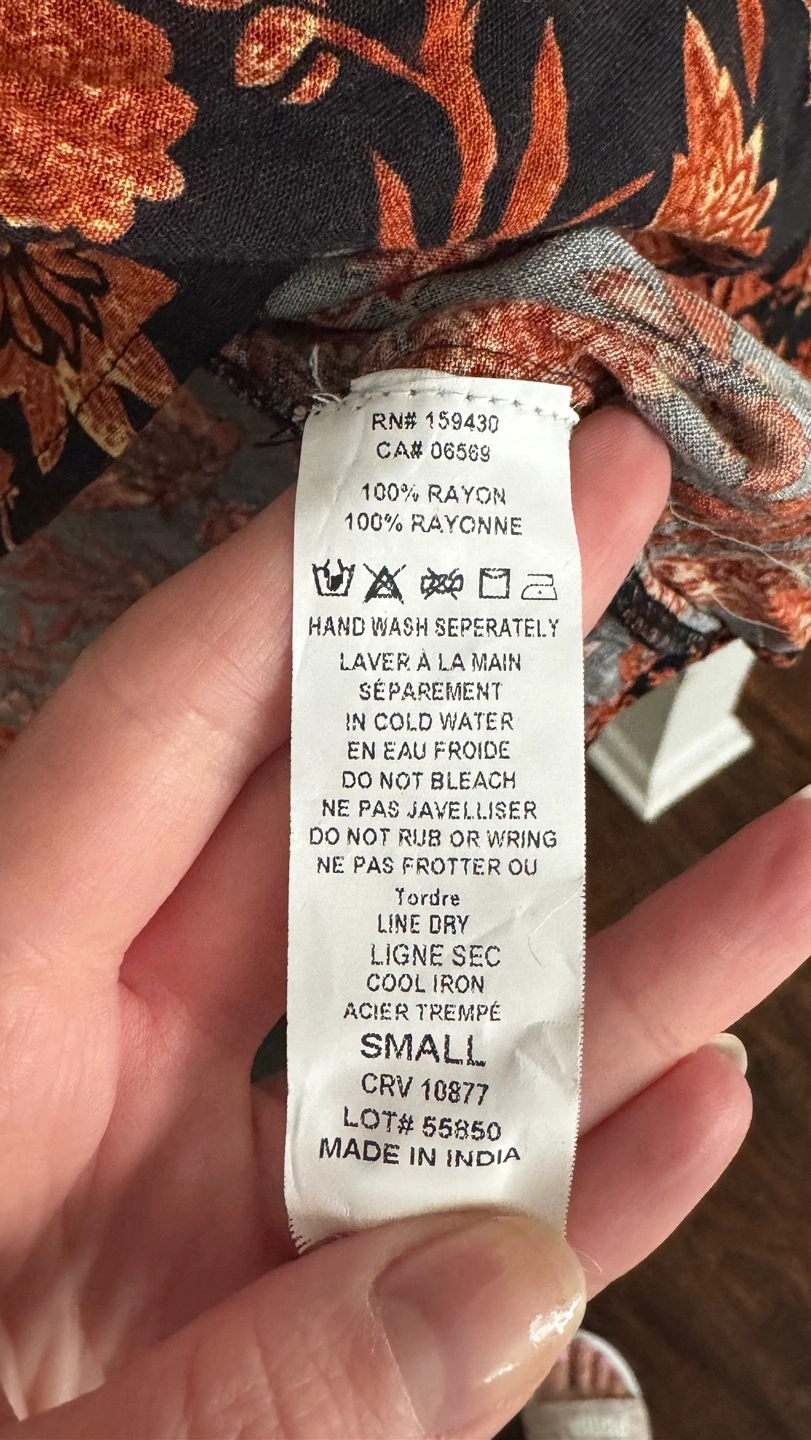 RN# 159430
CA# 06569
100% RAYON
100% RAYONNE
HAND WASH SEPERATELY
LAVER À LA MAIN
SÉPAREMENT
IN COLD WATER
EN EAU FROIDE
DO NOT BLEACH
NE PAS JAVELLISER
DO NOT RUB OR WRING
NE PAS FROTTER OU
Tordre
LINE DRY
LIGNE SEC
COOL IRON
ACIER TREMPÉ
SMALL
CRV 10877
LOT# 55850
MADE IN INDIA